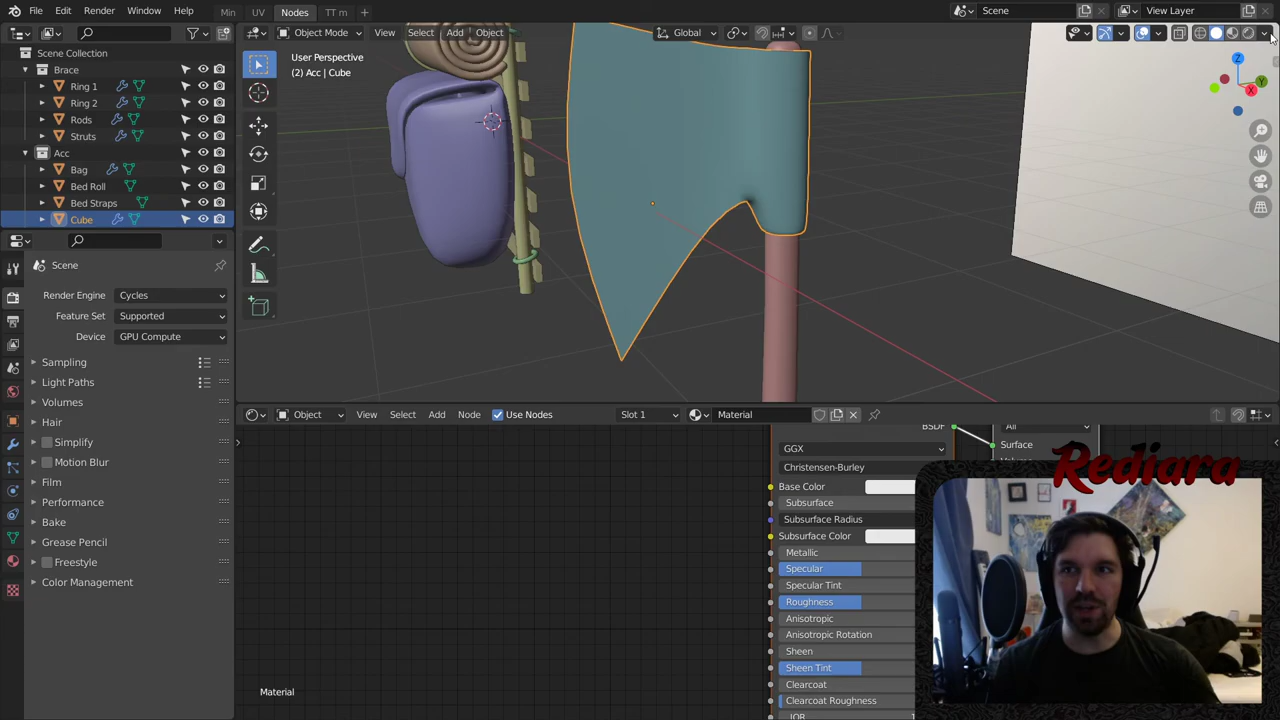 File Edit Render Window Help Min UV Nodes TT m Scene View Layer
Object Mode View Select Add Object Global
User Perspective
(2) Acc | Cube
Scene Collection
Brace
Ring 1
Ring 2
Rods
Struts
Acc
Bag
Bed Roll
Bed Straps
Cube
Scene
Render Engine Cycles
Feature Set Supported
Device GPU Compute
Sampling
Light Paths
Volumes
Hair
Simplify
Motion Blur
Film
Performance
Bake
Grease Pencil
Freestyle
Color Management
X
Y
Z
Object View Select Add Node Use Nodes Slot 1 Material
BSDF
All
Surface
GGX
Christensen-Burley
Base Color
Subsurface
Subsurface Radius
Subsurface Color
Metallic
Specular
Specular Tint
Roughness
Anisotropic
Anisotropic Rotation
Sheen
Sheen Tint
Clearcoat
Clearcoat Roughness
IOR
Material
Rediara